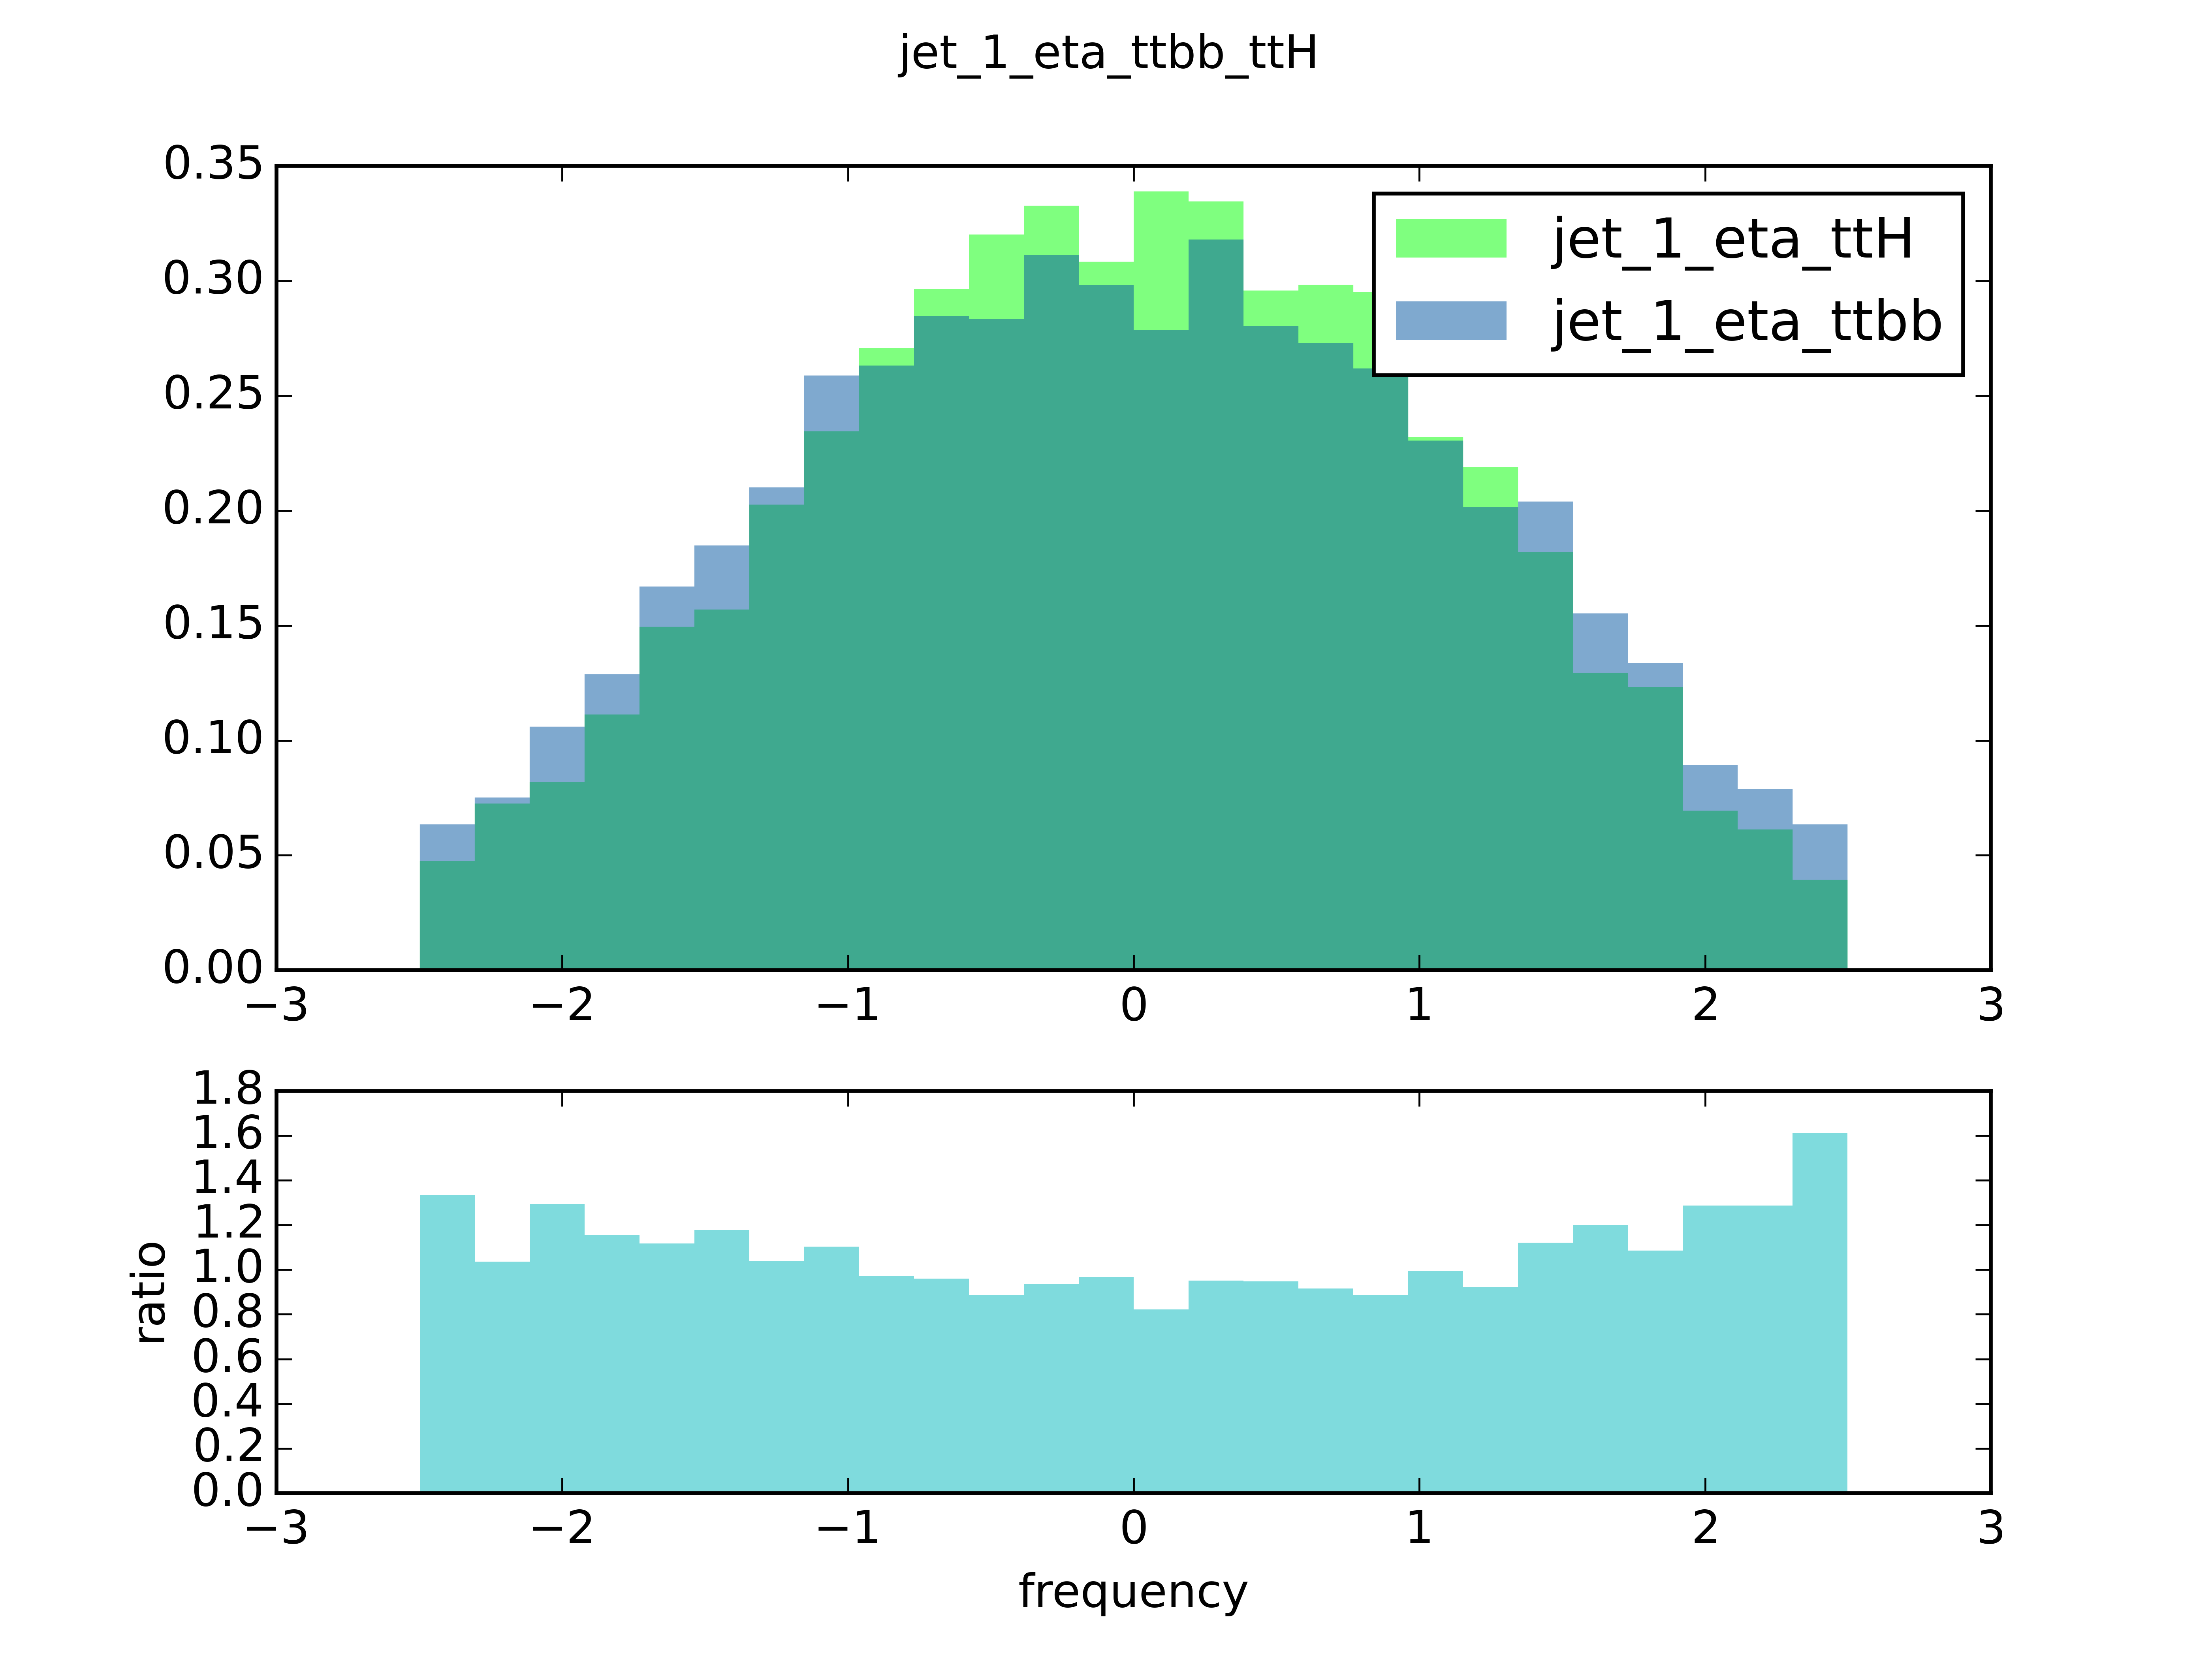 jet_1_eta_ttbb_ttH
0.35
0.30
0.25
0.20
0.15
0.10
0.05
0.00
jet_1_eta_ttH
jet_1_eta_ttbb
−3 −2 −1 0 1 2 3
1.8
1.6
1.4
1.2
1.0
0.8
0.6
0.4
0.2
0.0
ratio
−3 −2 −1 0 1 2 3
frequency